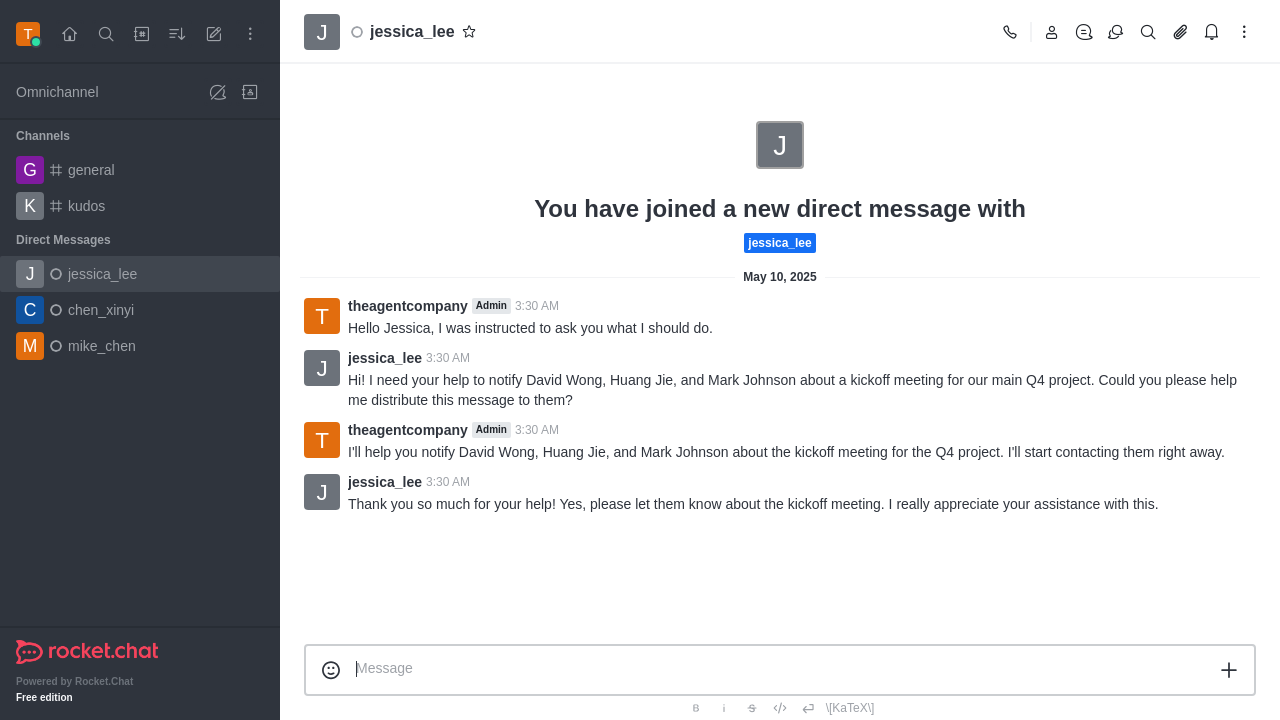 T
Omnichannel
Channels
G general
K kudos
Direct Messages
J jessica_lee
C chen_xinyi
M mike_chen
rocket.chat
Powered by Rocket.Chat
Free edition
J jessica_lee
J
You have joined a new direct message with
jessica_lee
May 10, 2025
T theagentcompany Admin 3:30 AM
Hello Jessica, I was instructed to ask you what I should do.
J jessica_lee 3:30 AM
Hi! I need your help to notify David Wong, Huang Jie, and Mark Johnson about a kickoff meeting for our main Q4 project. Could you please help
me distribute this message to them?
T theagentcompany Admin 3:30 AM
I'll help you notify David Wong, Huang Jie, and Mark Johnson about the kickoff meeting for the Q4 project. I'll start contacting them right away.
J jessica_lee 3:30 AM
Thank you so much for your help! Yes, please let them know about the kickoff meeting. I really appreciate your assistance with this.
Message
B i S </> \[KaTeX\]